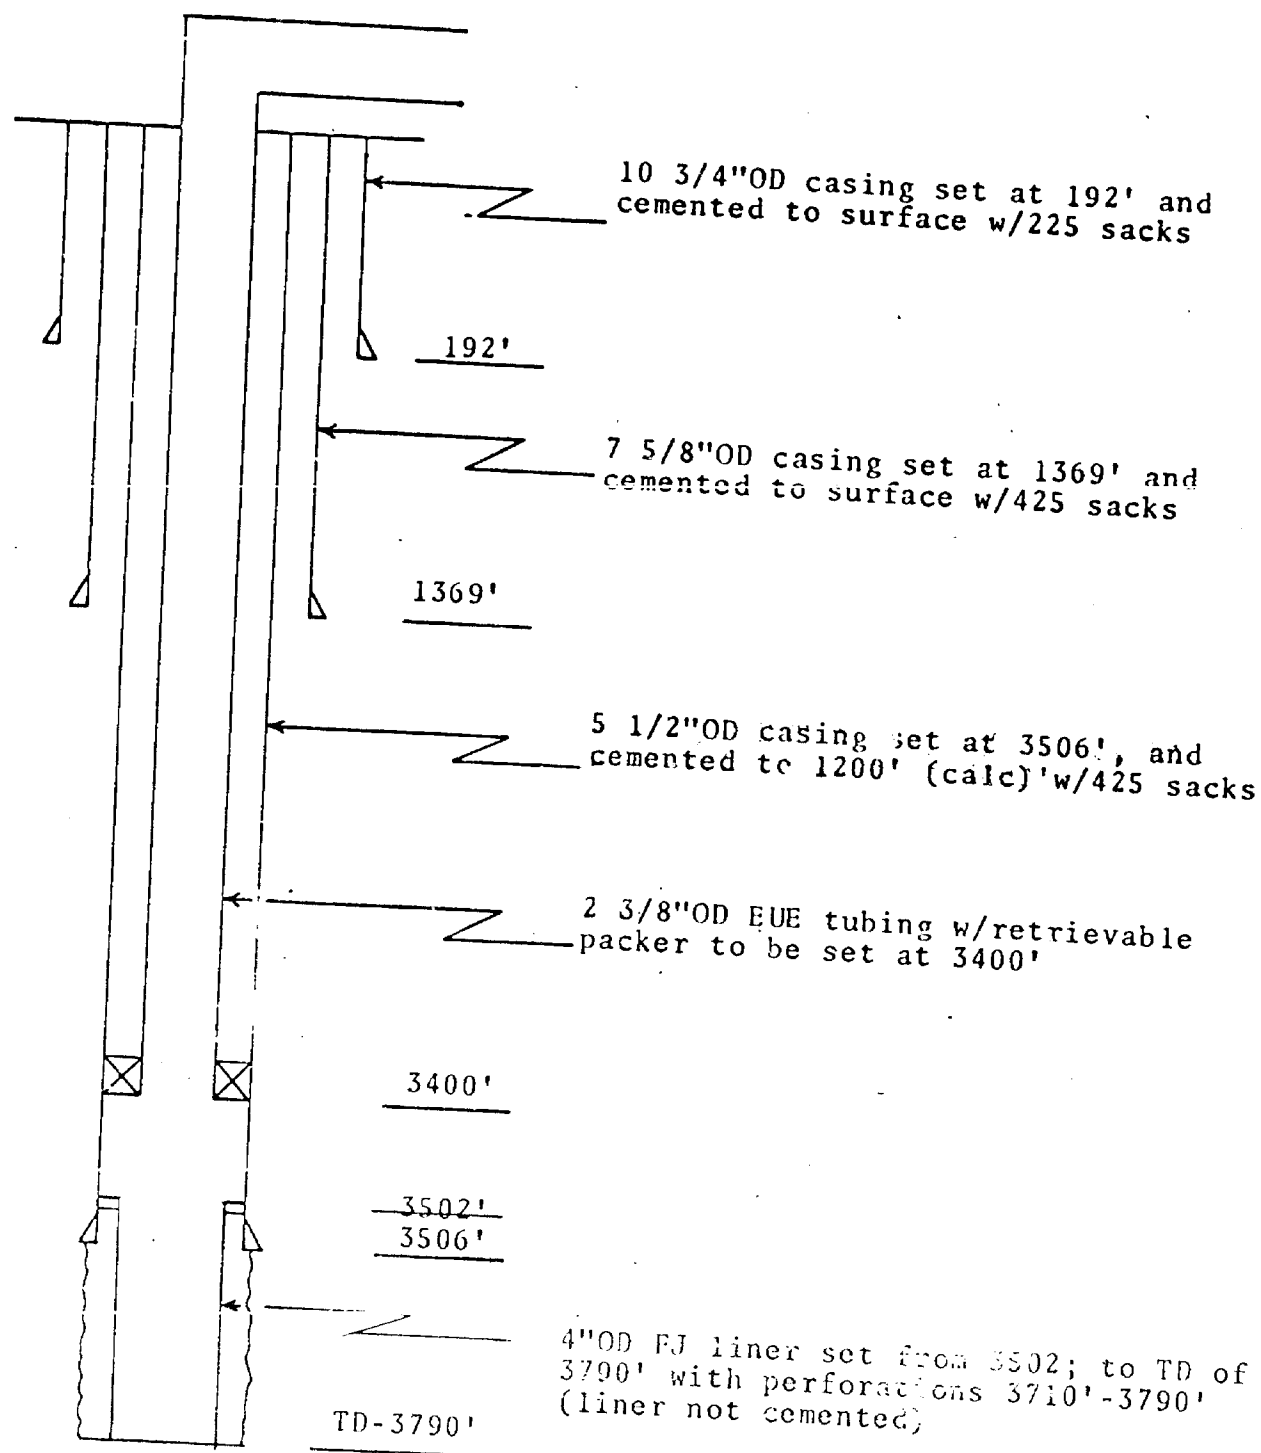 10 3/4"OD casing set at 192' and
cemented to surface w/225 sacks
192'
7 5/8"OD casing set at 1369' and
cemented to surface w/425 sacks
1369'
5 1/2"OD casing set at 3506', and
cemented to 1200' (calc)'w/425 sacks
2 3/8"OD EUE tubing w/retrievable
packer to be set at 3400'
3400'
3502'
3506'
4"OD FJ liner set from 3502; to TD of
3790' with perforations 3710'-3790'
(liner not cemented)
TD-3790'